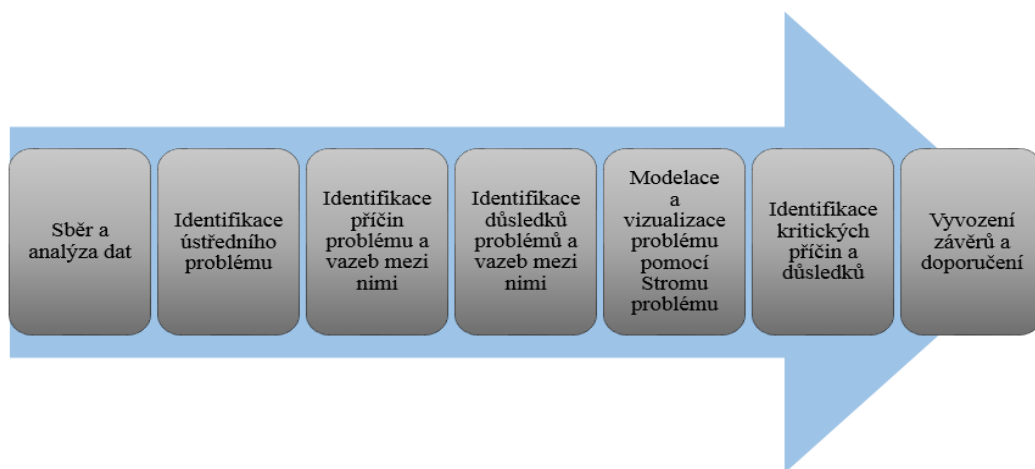 Sběr a
analýza dat
Identifikace
ústředního
problému
Identifikace
příčin
problému a
vazeb mezi
nimi
Identifikace
důsledků
problémů a
vazeb mezi
nimi
Modelace
a
vizualizace
problému
pomocí
Stromu
problému
Identifikace
kritických
příčin a
důsledků
Vyvození
závěrů a
doporučení